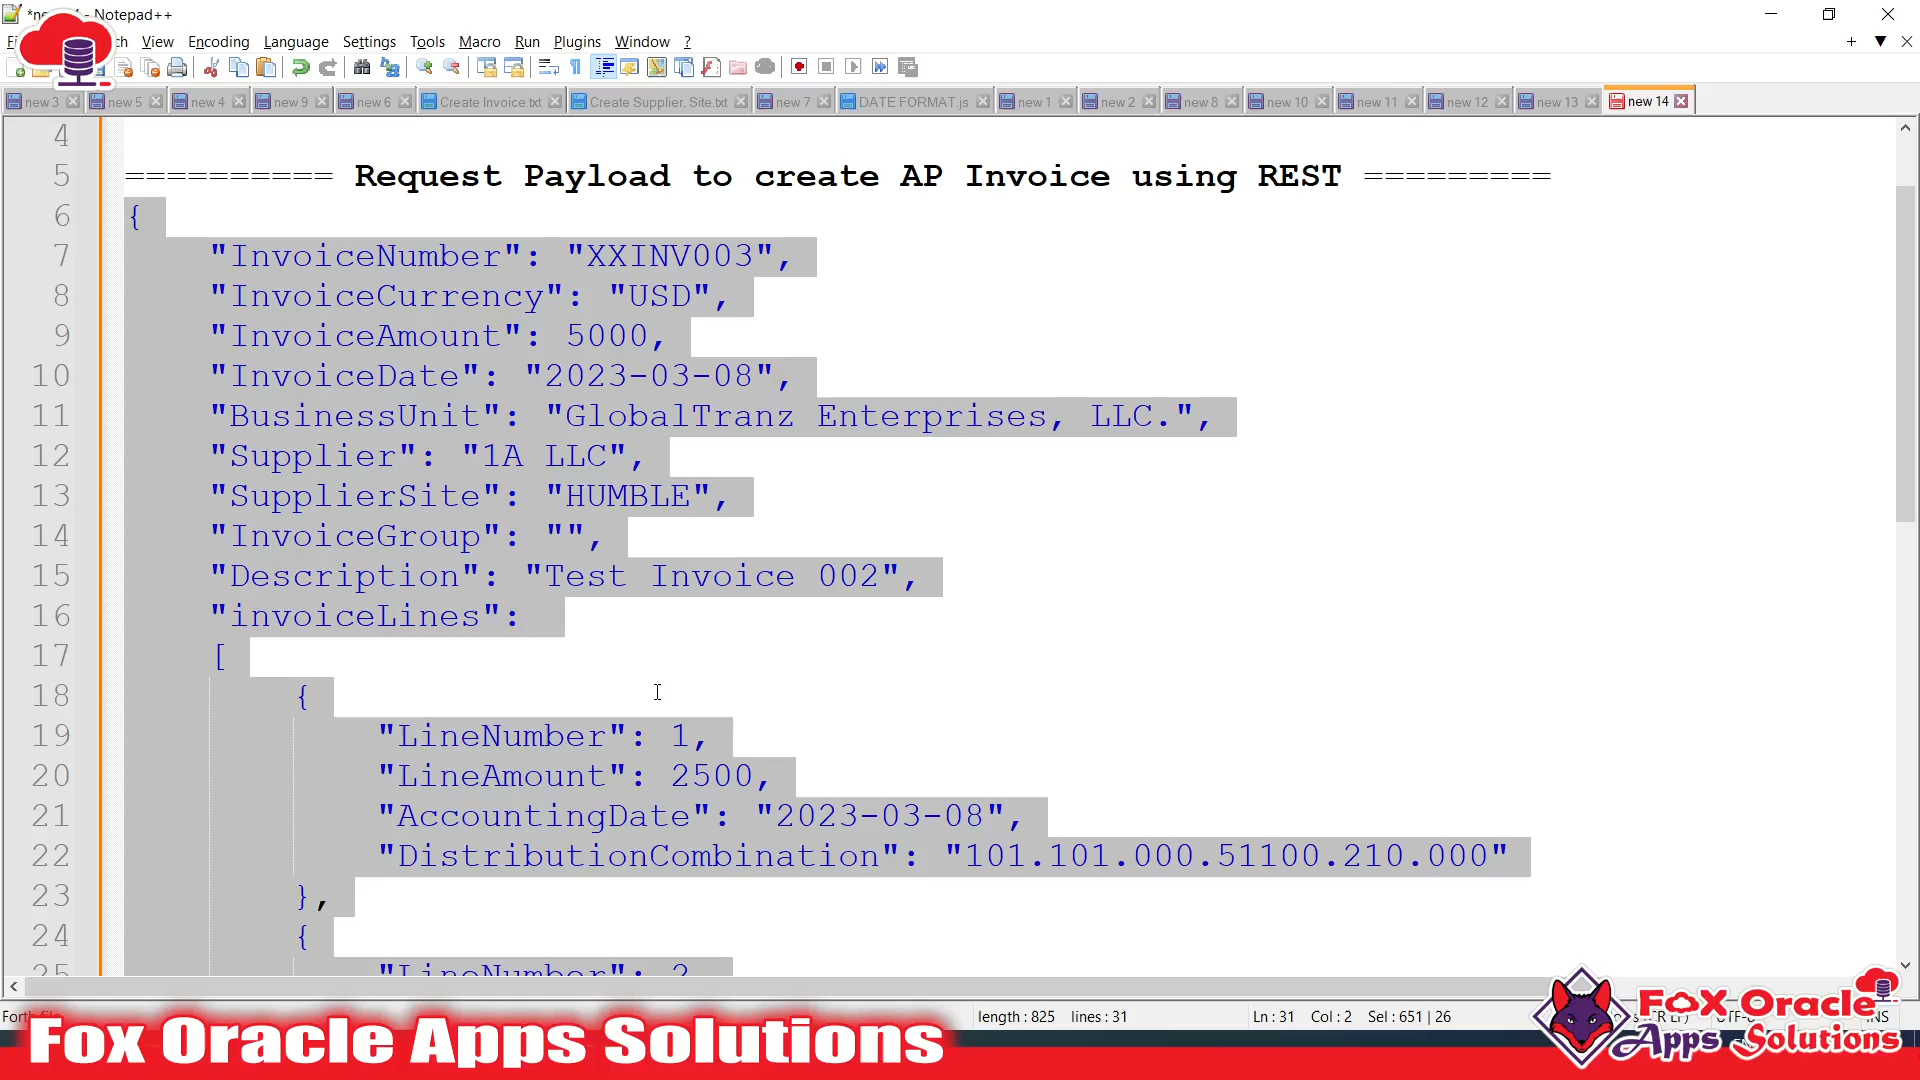 - Notepad++
View Encoding Language Settings Tools Macro Run Plugins Window ?
new 3 new 5 new 4 new 9 new 6 Create Invoice.txt Create Supplier, Site.txt new 7 DATE FORMAT.js new 1 new 2 new 8 new 10 new 11 new 12 new 13 new 14
4
5 ========== Request Payload to create AP Invoice using REST =========
6 {
7 "InvoiceNumber": "XXINV003",
8 "InvoiceCurrency": "USD",
9 "InvoiceAmount": 5000,
10 "InvoiceDate": "2023-03-08",
11 "BusinessUnit": "GlobalTranz Enterprises, LLC.",
12 "Supplier": "1A LLC",
13 "SupplierSite": "HUMBLE",
14 "InvoiceGroup": "",
15 "Description": "Test Invoice 002",
16 "invoiceLines":
17 [
18 {
19 "LineNumber": 1,
20 "LineAmount": 2500,
21 "AccountingDate": "2023-03-08",
22 "DistributionCombination": "101.101.000.51100.210.000"
23 },
24 {
25 "LineNumber": 2
length : 825 lines : 31 Ln : 31 Col : 2 Sel : 651 | 26 INS
Fox Oracle Apps Solutions
Fox Oracle
Apps Solutions